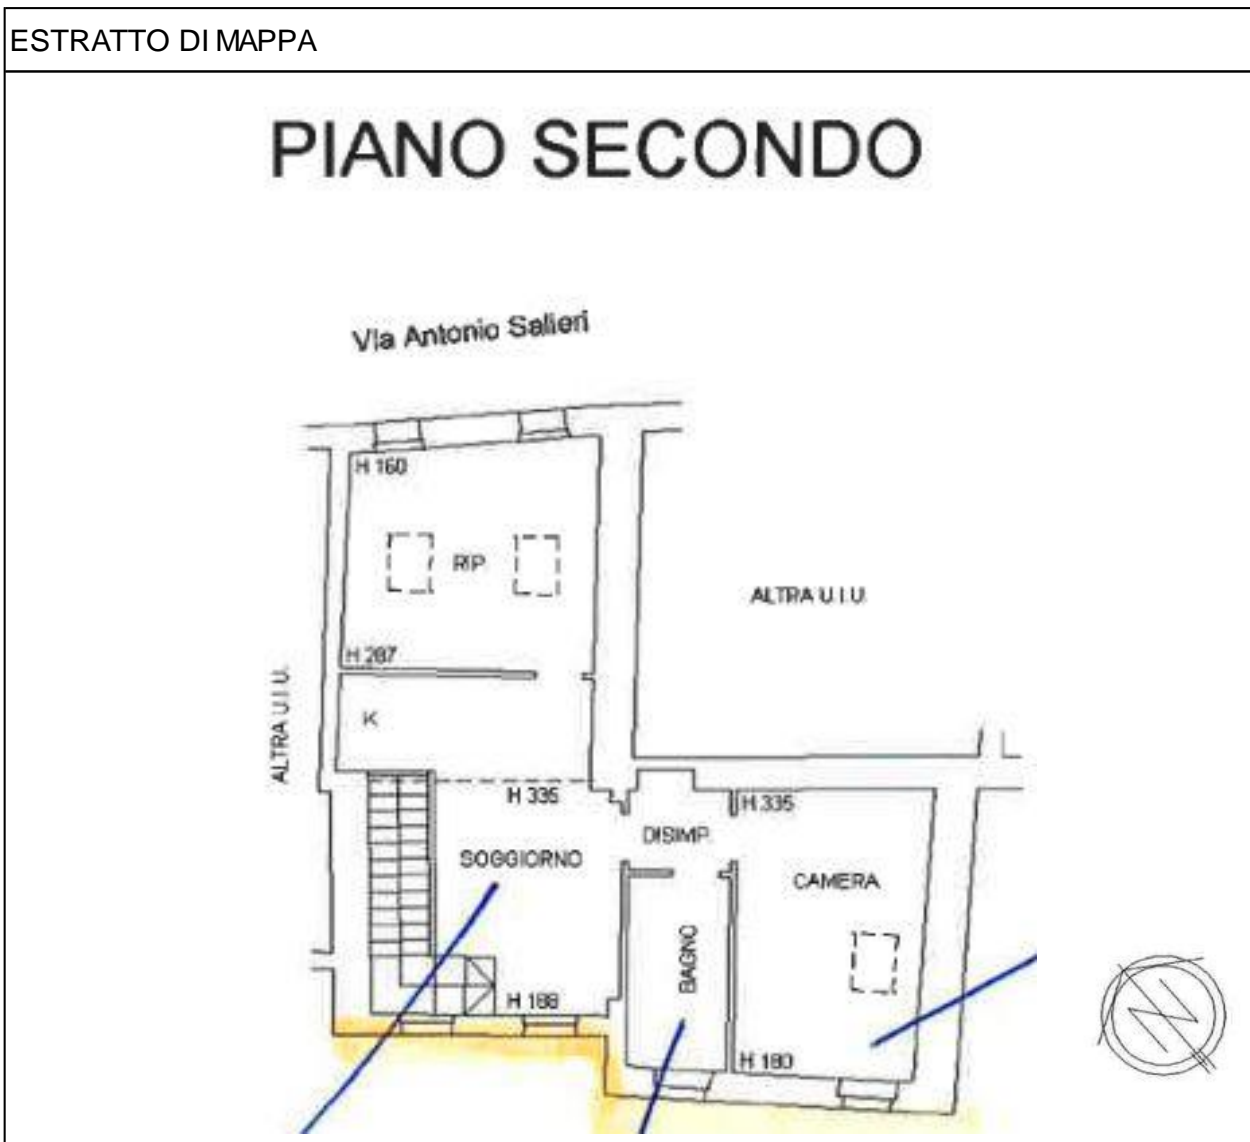 ESTRATTO DI MAPPA
PIANO SECONDO
Via Antonio Salieri
H 160
RIP.
ALTRA U.I.U.
H 287
ALTRA U.I.U.
K
H 335
H 335
DISIMP.
SOGGIORNO
CAMERA
BAGNO
H 188
H 180
N